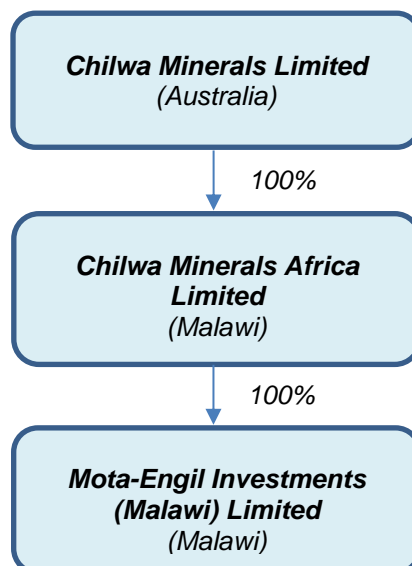 Chilwa Minerals Limited
(Australia)
100%
Chilwa Minerals Africa
Limited
(Malawi)
100%
Mota-Engil Investments
(Malawi) Limited
(Malawi)